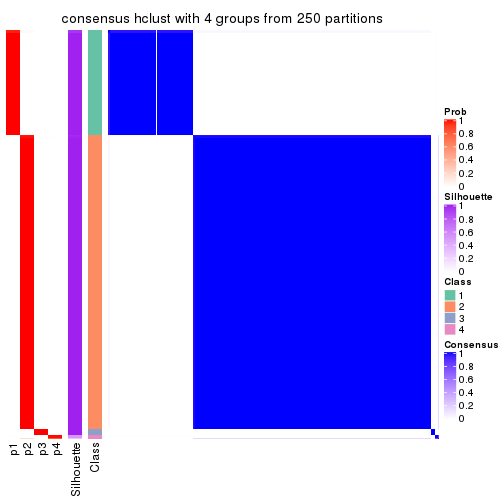 consensus hclust with 4 groups from 250 partitions
Prob
1
0.8
0.6
0.4
0.2
0
Silhouette
1
0.8
0.6
0.4
0.2
0
Class
1
2
3
4
Consensus
1
0.8
0.6
0.4
0.2
0
p1
p2
p3
p4
Silhouette
Class